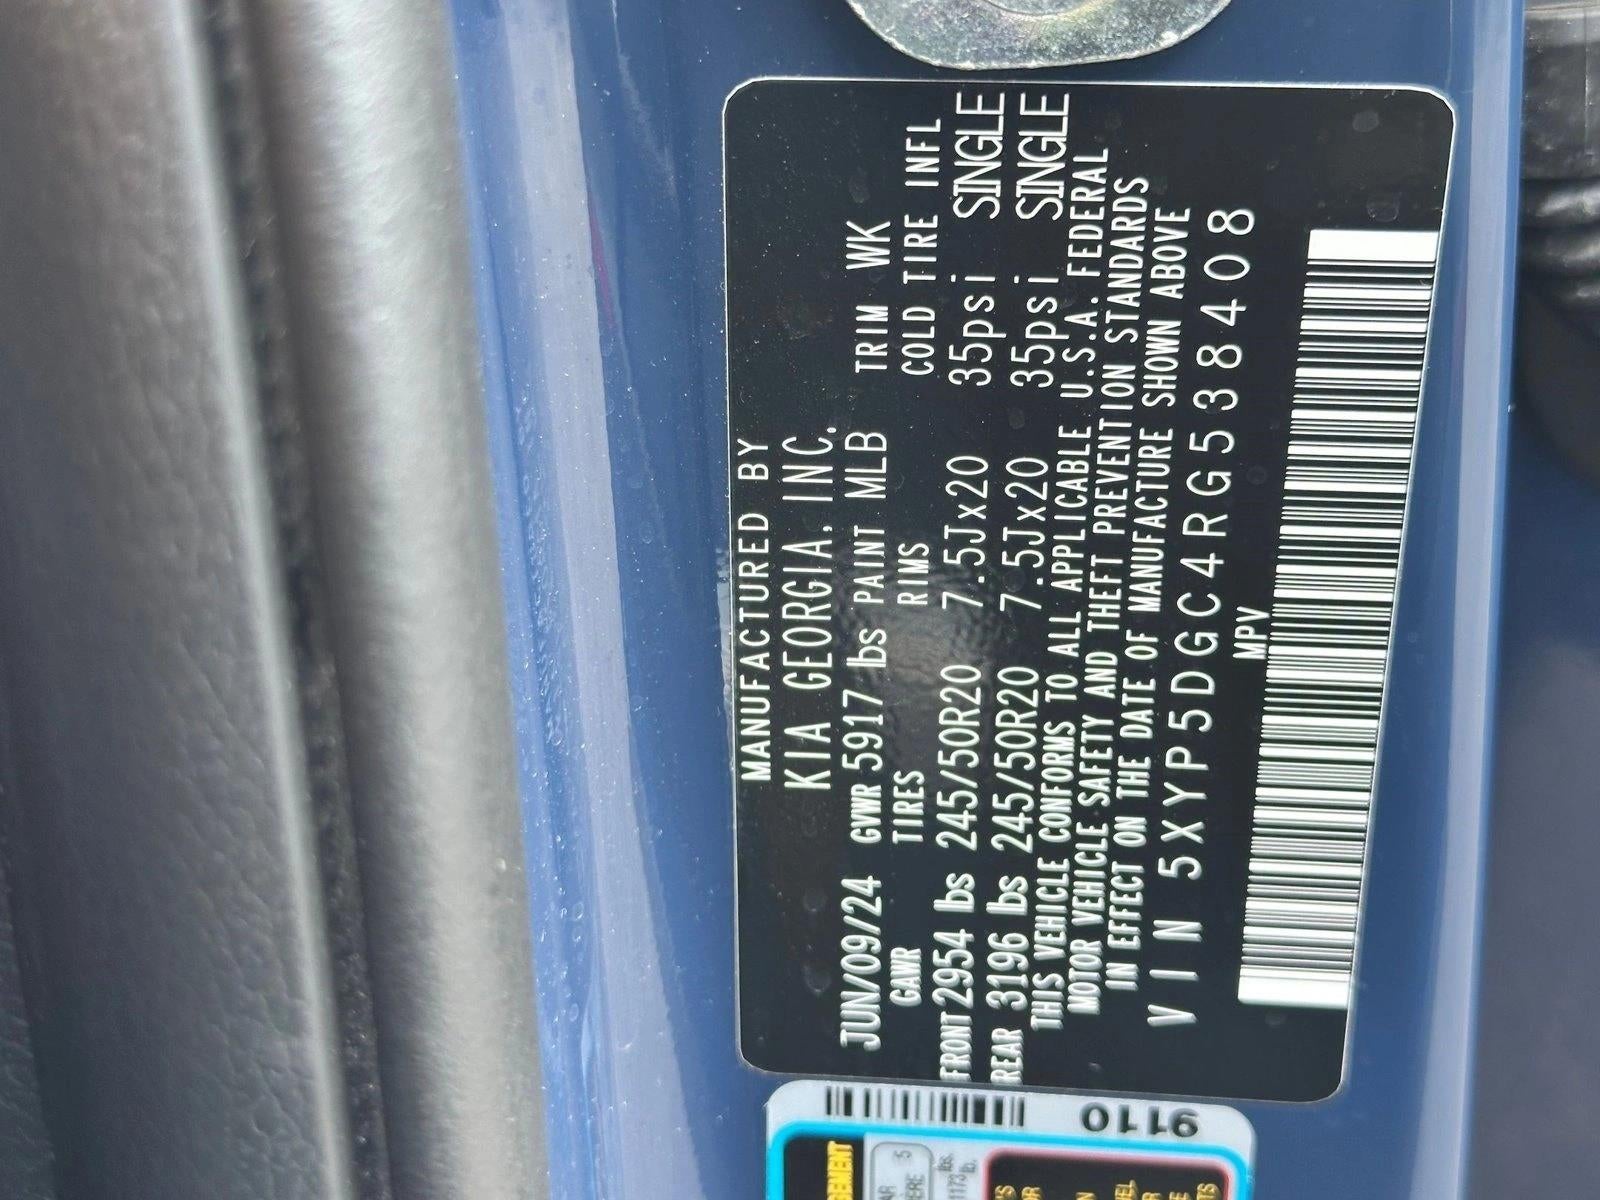 MANUFACTURED BY
KIA GEORGIA, INC.
JUN/09/24 GVWR 5917 lbs PAINT MLB TRIM WK
GAWR TIRES RIMS COLD TIRE INFL
FRONT 2954 lbs 245/50R20 7.5Jx20 35psi SINGLE
REAR 3196 lbs 245/50R20 7.5Jx20 35psi SINGLE
THIS VEHICLE CONFORMS TO ALL APPLICABLE U.S.A. FEDERAL
MOTOR VEHICLE SAFETY AND THEFT PREVENTION STANDARDS
IN EFFECT ON THE DATE OF MANUFACTURE SHOWN ABOVE
VIN 5XYP5DGC4RG538408
MPV
9110
1173 lbs.